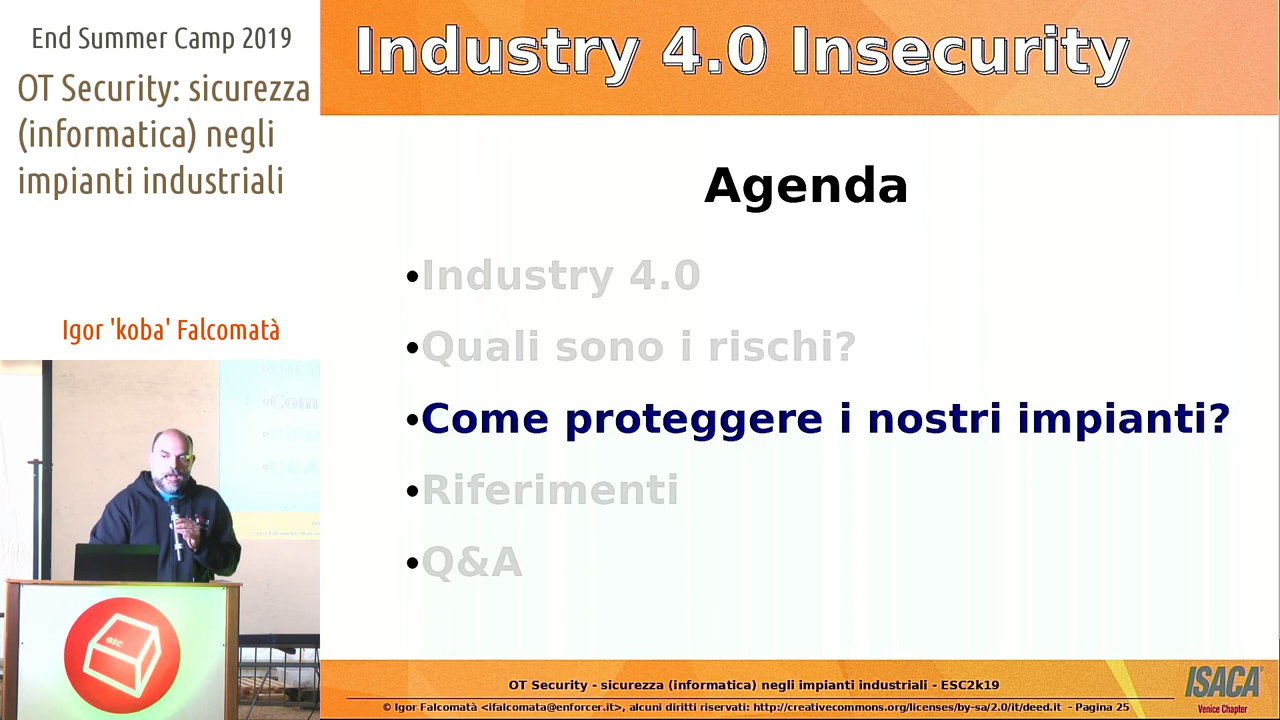 End Summer Camp 2019
OT Security: sicurezza
(informatica) negli
impianti industriali
Igor 'koba' Falcomatà
esc
Industry 4.0 Insecurity
Agenda
•Industry 4.0
•Quali sono i rischi?
•Come proteggere i nostri impianti?
•Riferimenti
•Q&A
OT Security - sicurezza (informatica) negli impianti industriali - ESC2k19
© Igor Falcomatà <ifalcomata@enforcer.it>, alcuni diritti riservati: http://creativecommons.org/licenses/by-sa/2.0/it/deed.it - Pagina 25
ISACA®
Venice Chapter